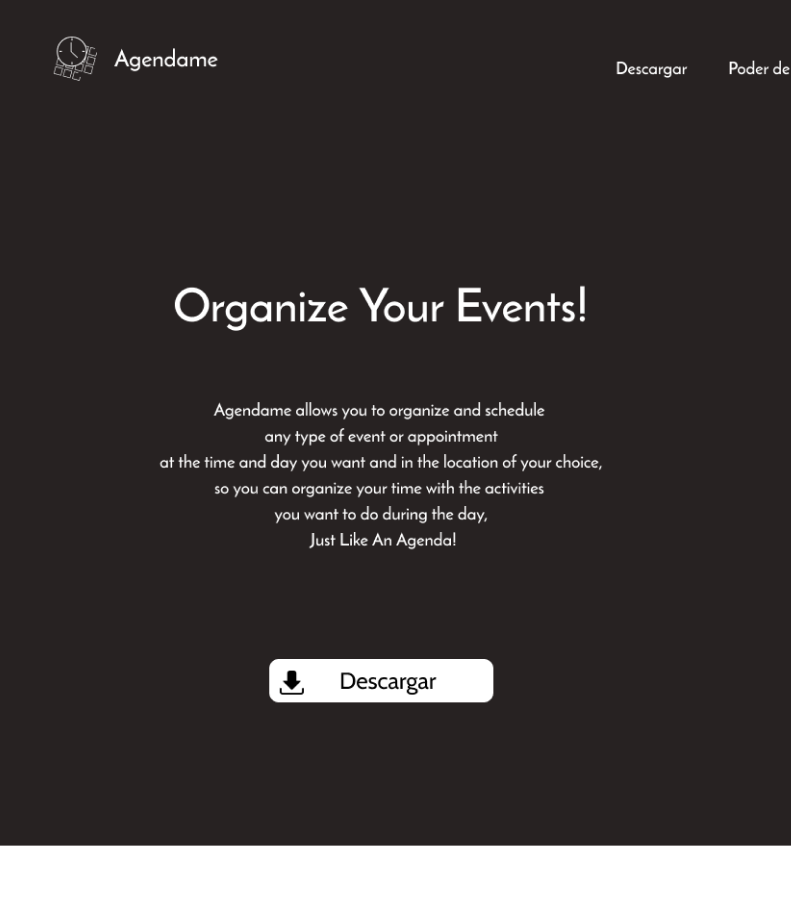 Agendame
Descargar
Poder de
Organize Your Events!
Agendame allows you to organize and schedule
any type of event or appointment
at the time and day you want and in the location of your choice,
so you can organize your time with the activities
you want to do during the day,
Just Like An Agenda!
Descargar